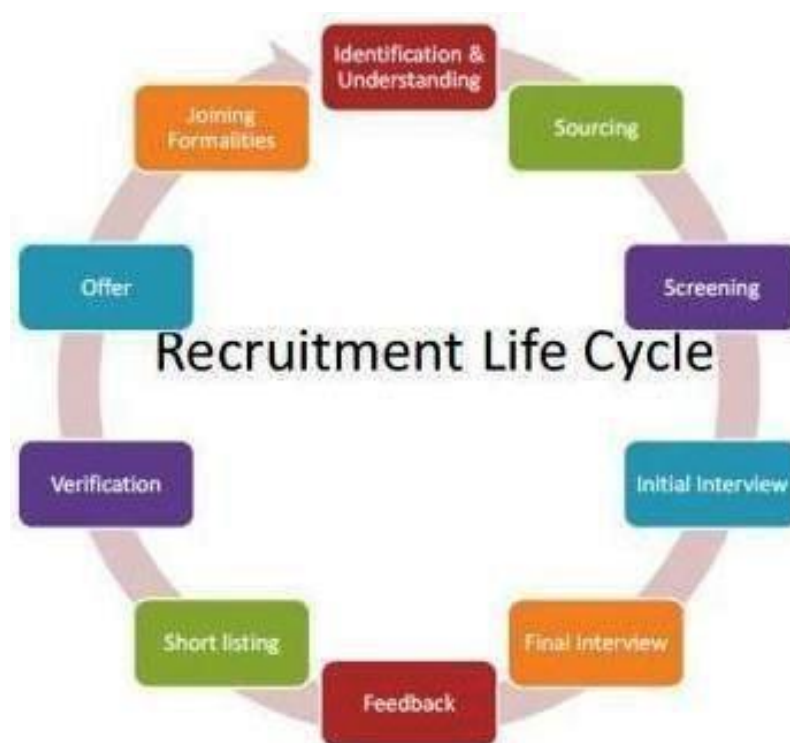 Identification &
Understanding
Sourcing
Screening
Initial Interview
Final Interview
Feedback
Short listing
Verification
Offer
Joining
Formalities
Recruitment Life Cycle